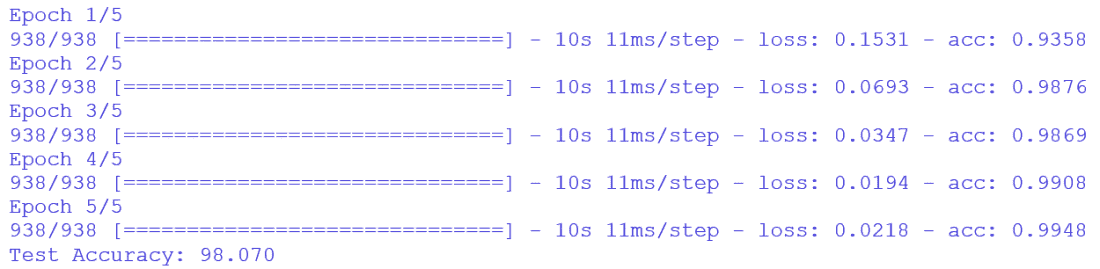 Epoch 1/5
938/938 [==============================] - 10s 11ms/step - loss: 0.1531 - acc: 0.9358
Epoch 2/5
938/938 [==============================] - 10s 11ms/step - loss: 0.0693 - acc: 0.9876
Epoch 3/5
938/938 [==============================] - 10s 11ms/step - loss: 0.0347 - acc: 0.9869
Epoch 4/5
938/938 [==============================] - 10s 11ms/step - loss: 0.0194 - acc: 0.9908
Epoch 5/5
938/938 [==============================] - 10s 11ms/step - loss: 0.0218 - acc: 0.9948
Test Accuracy: 98.070